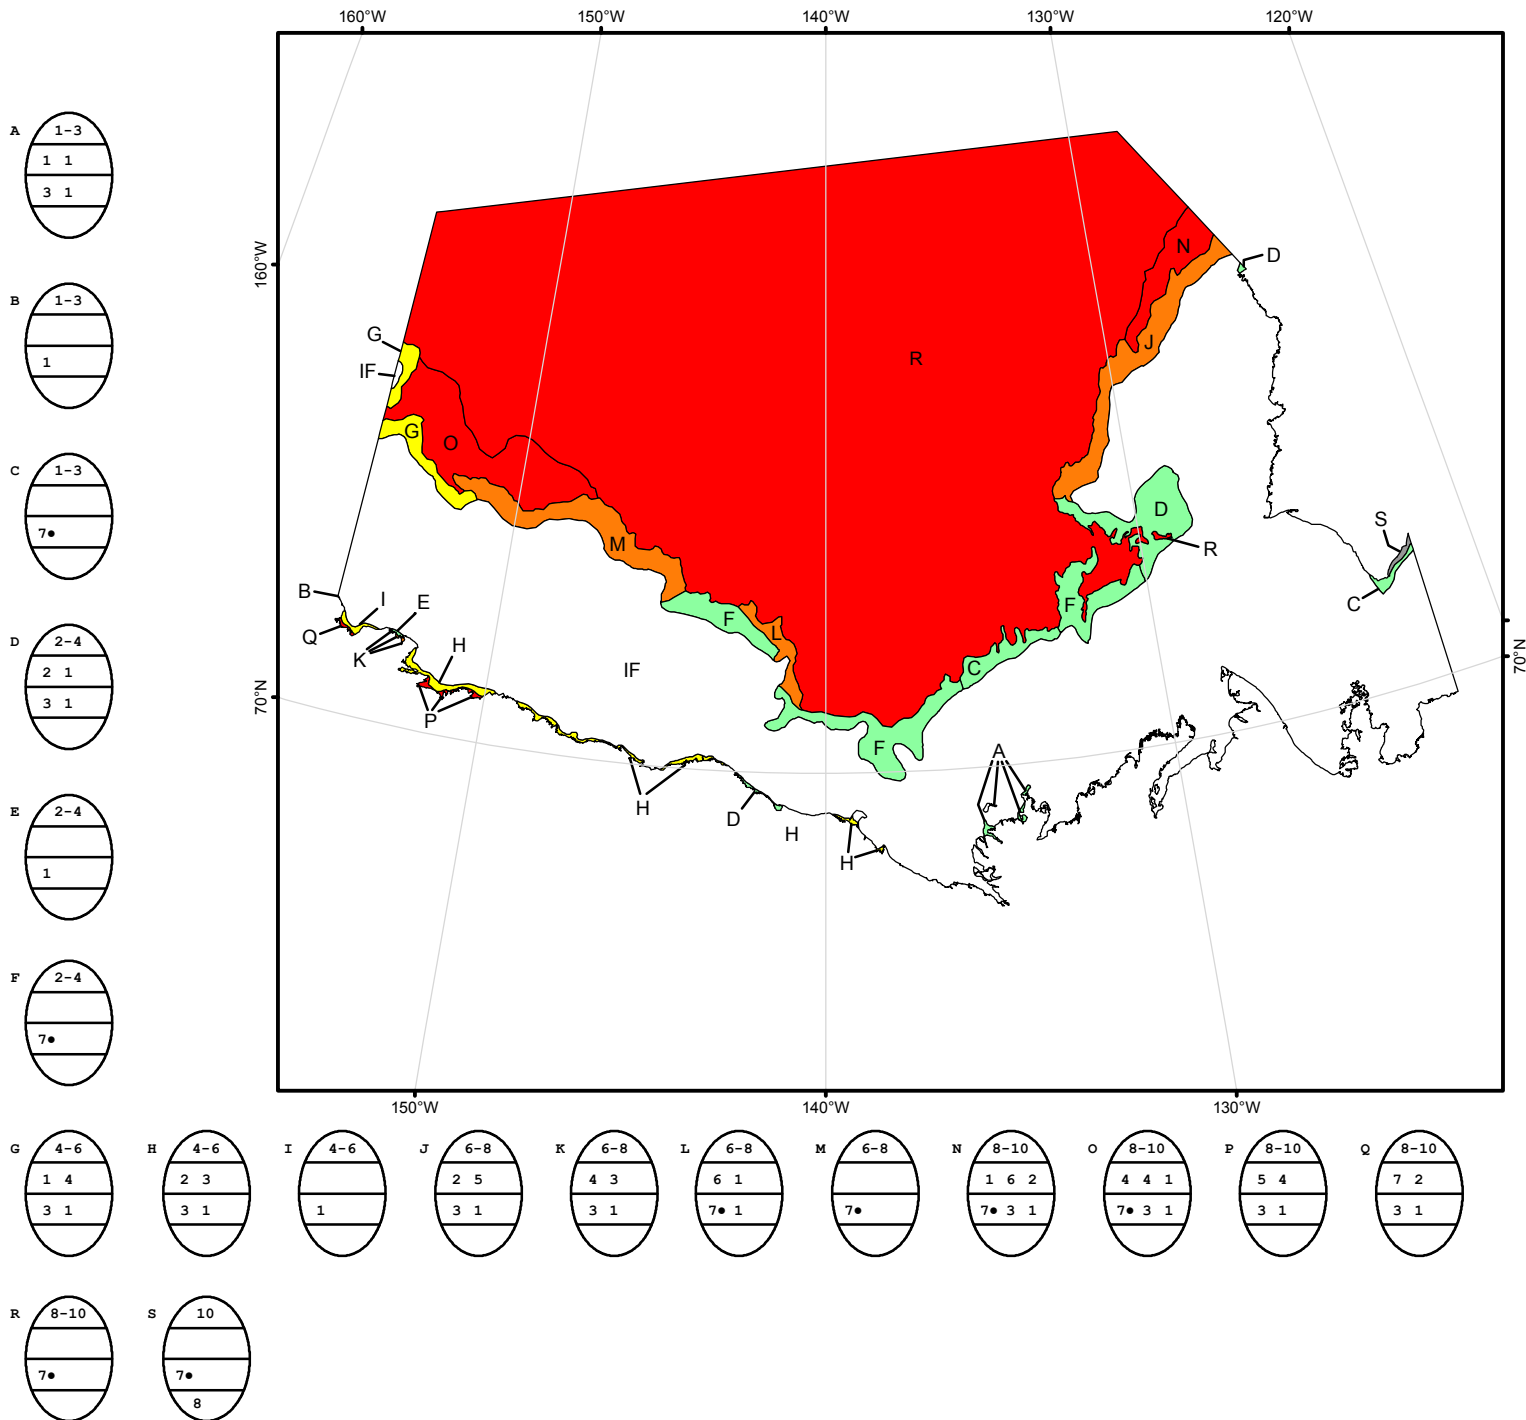 160°W 150°W 140°W 130°W 120°W
A 1-3
1 1
3 1
B 1-3
1
C 1-3
7●
D 2-4
2 1
3 1
E 2-4
1
F 2-4
7●
160°W
70°N
70°N
N
D
J
G
IF
R
G
O
D
S
M
R
B
I
E
F
F
C
Q
K
H
L
IF
C
P
F
A
H
D
H
H
150°W 140°W 130°W
G 4-6
1 4
3 1
H 4-6
2 3
3 1
I 4-6
1
J 6-8
2 5
3 1
K 6-8
4 3
3 1
L 6-8
6 1
7● 1
M 6-8
7●
N 8-10
1 6 2
7● 3 1
O 8-10
4 4 1
7● 3 1
P 8-10
5 4
3 1
Q 8-10
7 2
3 1
R 8-10
7●
S 10
7●
8